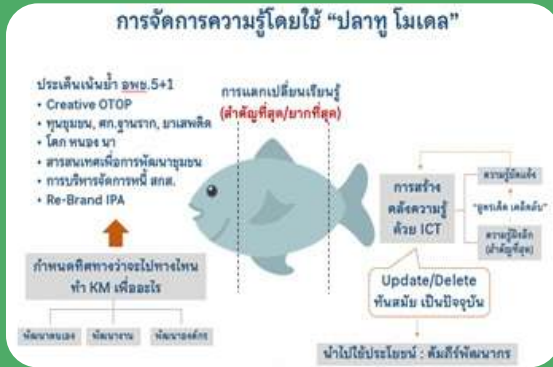 การจัดการความรู้โดยใช้ “ปลาทู โมเดล”
ประเด็นเน้นย้ำ อพช.5+1
• Creative OTOP
• ทุนชุมชน, ศก.ฐานราก, ยาเสพติด
• โคก หนอง นา
• สารสนเทศเพื่อการพัฒนาชุมชน
• การบริหารจัดการหนี้ สกส.
• Re-Brand IPA
กำหนดทิศทางว่าจะไปทางไหน
ทำ KM เพื่ออะไร
พัฒนาตนเอง
พัฒนางาน
พัฒนาองค์กร
การแลกเปลี่ยนเรียนรู้
(สำคัญที่สุด/ยากที่สุด)
การสร้าง
คลังความรู้
ด้วย ICT
ความรู้ชัดแจ้ง
“สูตรเด็ด เคล็ดลับ”
ความรู้ฝังลึก
(สำคัญที่สุด)
Update/Delete
ทันสมัย เป็นปัจจุบัน
นำไปใช้ประโยชน์ : คัมภีร์พัฒนากร